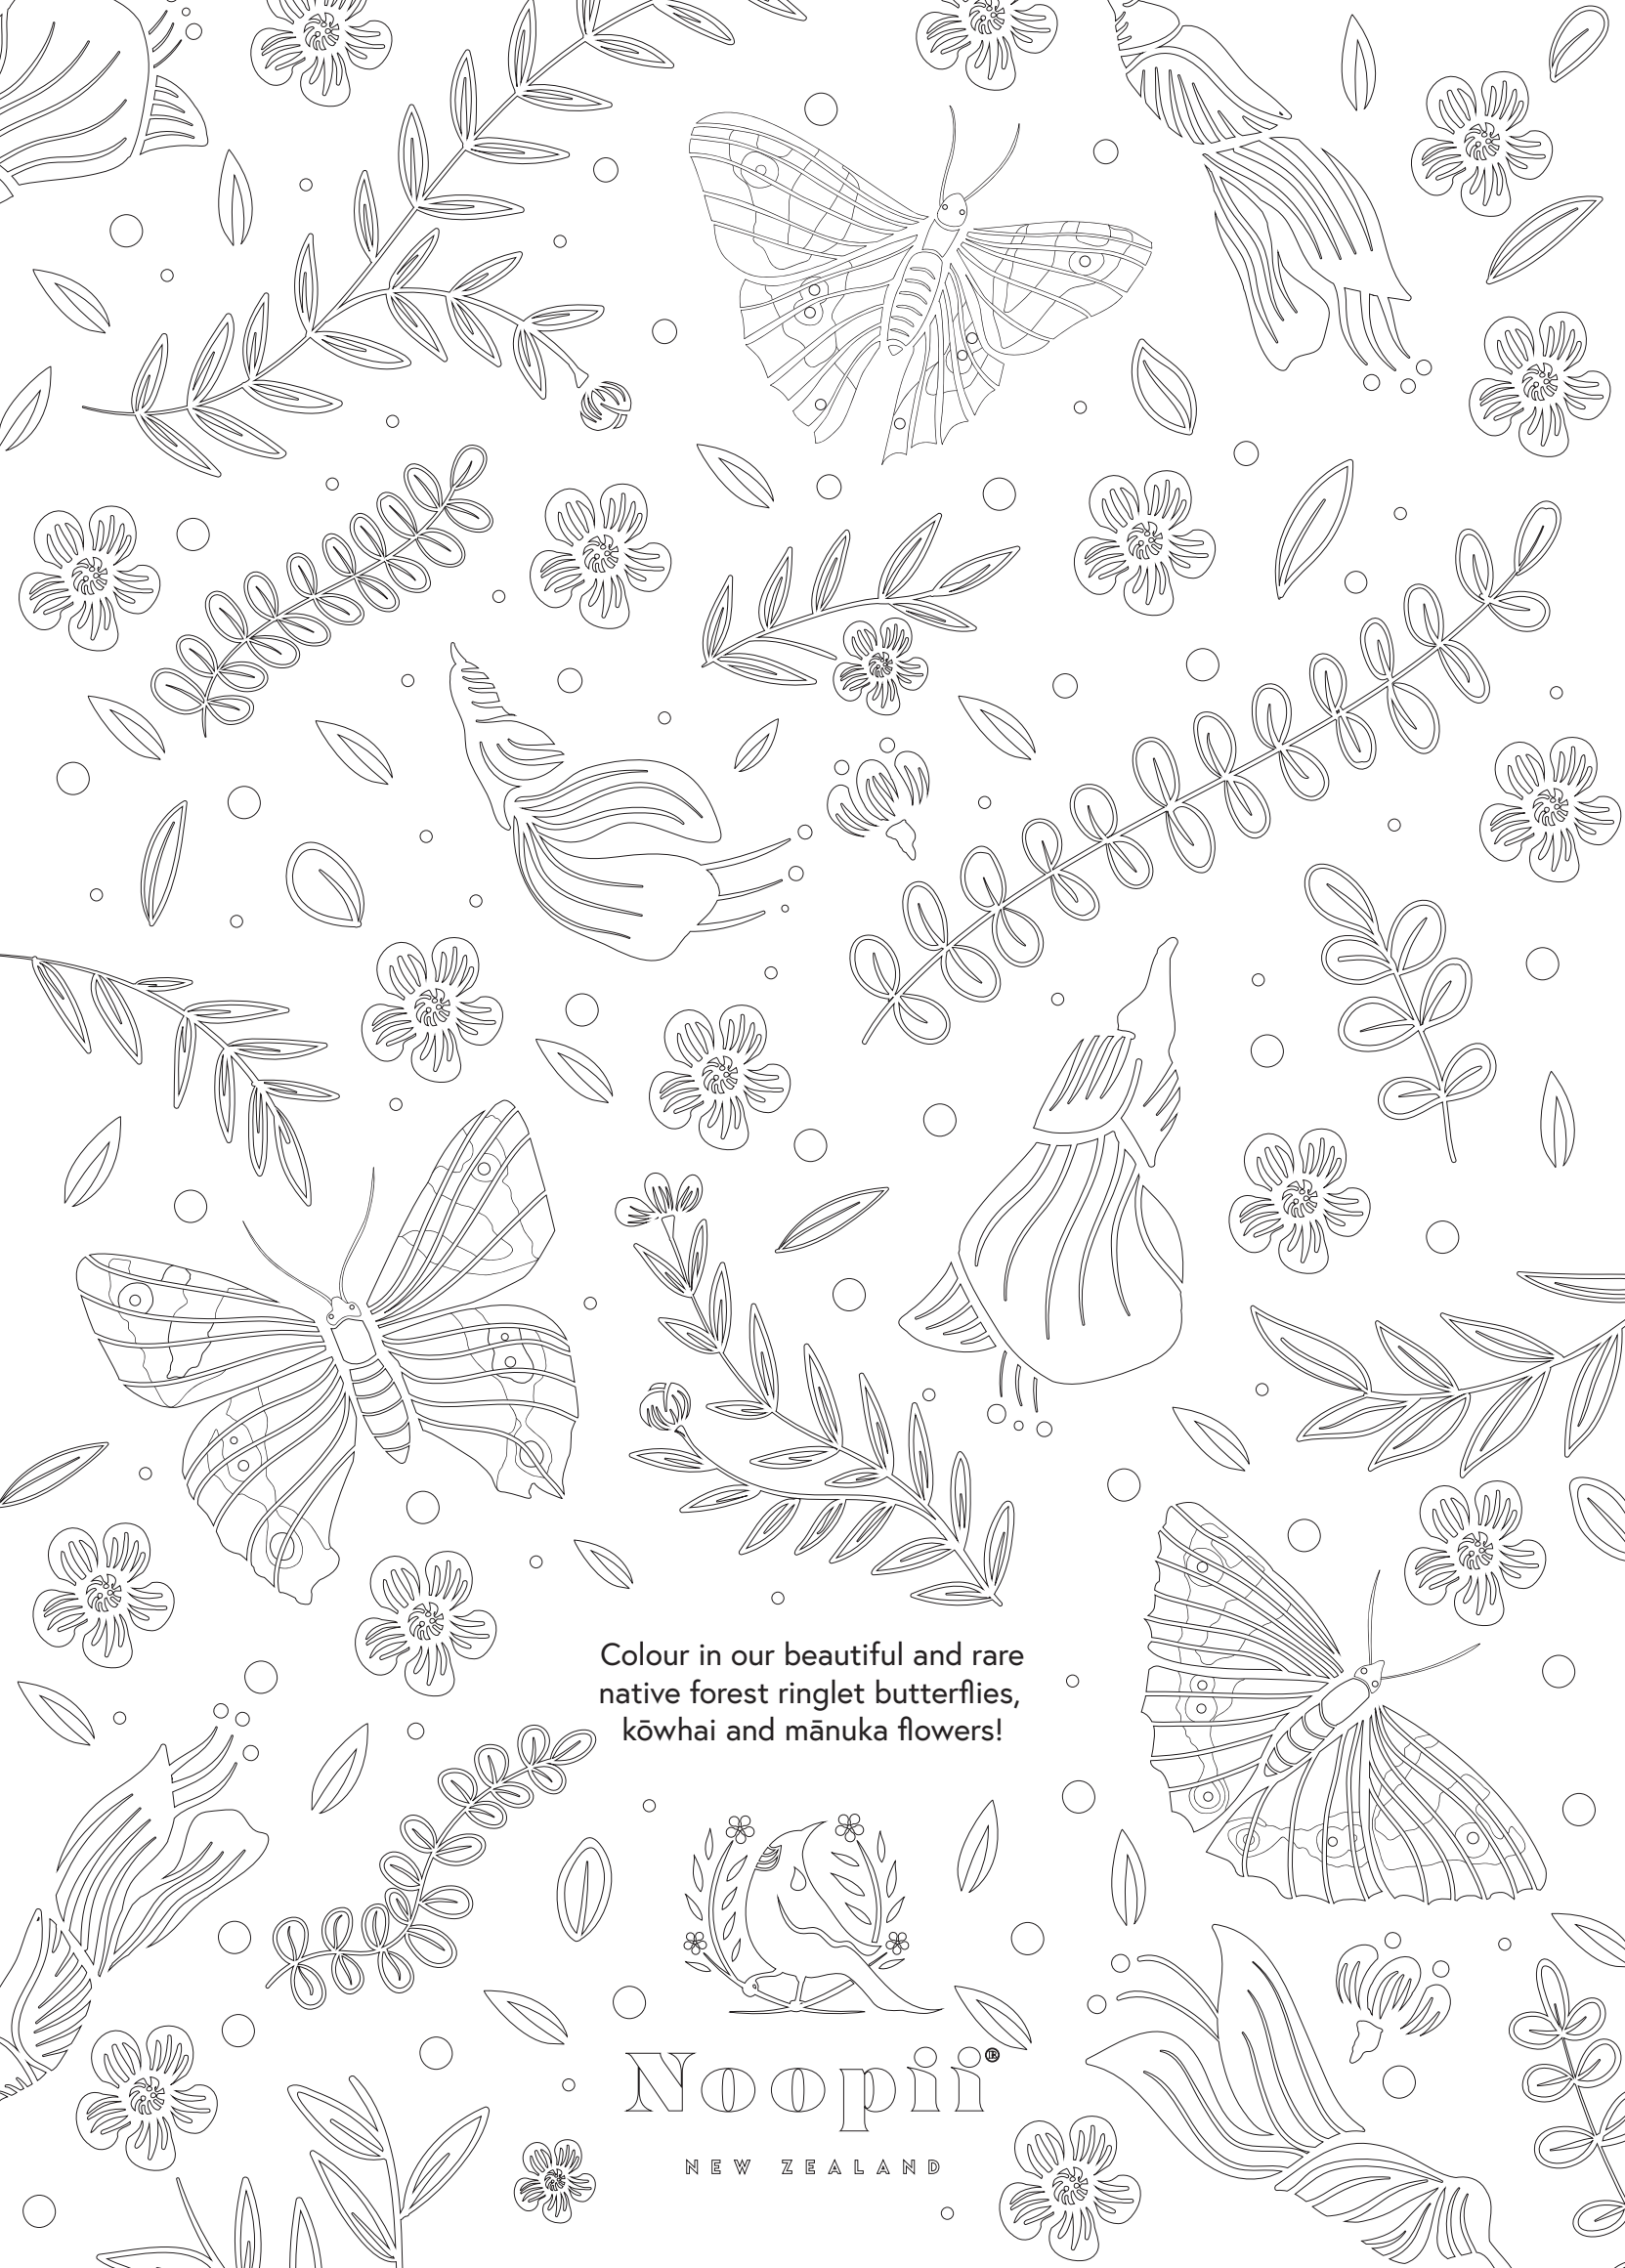 Colour in our beautiful and rare
native forest ringlet butterflies,
kōwhai and mānuka flowers!
Noopii®
NEW ZEALAND